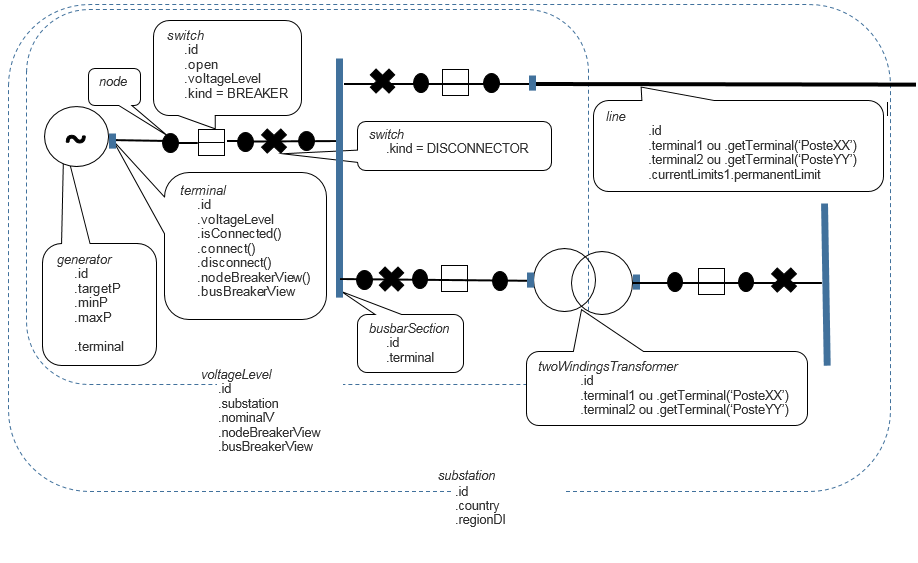 switch
.id
.open
.voltageLevel
.kind = BREAKER
node
~
switch
.kind = DISCONNECTOR
line
.id
.terminal1 ou .getTerminal(‘PosteXX’)
.terminal2 ou .getTerminal(‘PosteYY’)
.currentLimits1.permanentLimit
terminal
.id
.voltageLevel
.isConnected()
.connect()
.disconnect()
.nodeBreakerView()
.busBreakerView
generator
.id
.targetP
.minP
.maxP
.terminal
busbarSection
.id
.terminal
twoWindingsTransformer
.id
.terminal1 ou .getTerminal(‘PosteXX’)
.terminal2 ou .getTerminal(‘PosteYY’)
voltageLevel
.id
.substation
.nominalV
.nodeBreakerView
.busBreakerView
substation
.id
.country
.regionDI